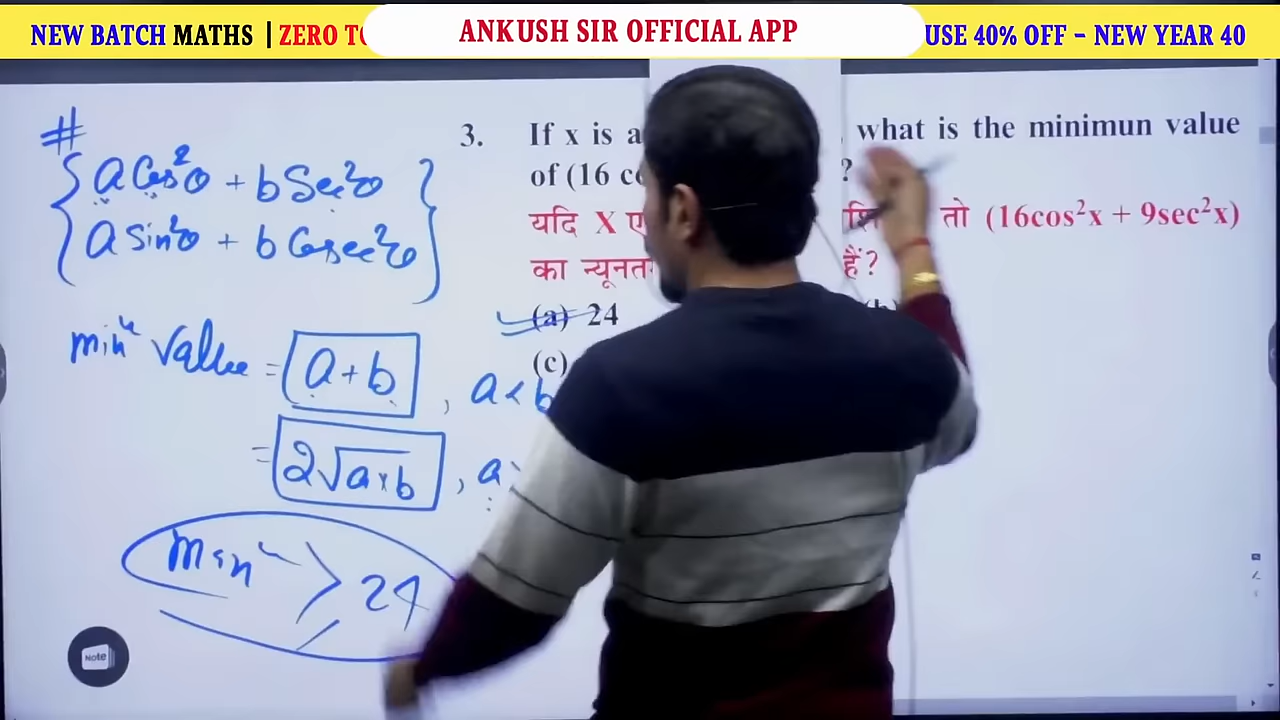 NEW BATCH MATHS | ZERO TO
ANKUSH SIR OFFICIAL APP
USE 40% OFF - NEW YEAR 40
#
a Cos²θ + b Sec²θ
a sin²θ + b Cosec²θ
minᵐ Value = a + b , a < b
= 2√a×b , a
24
3. If x is a what is the minimun value
of (16 co ?
यदि X ए तो (16cos²x + 9sec²x)
का न्यूनत हैं?
(a) 24
(c)
Note